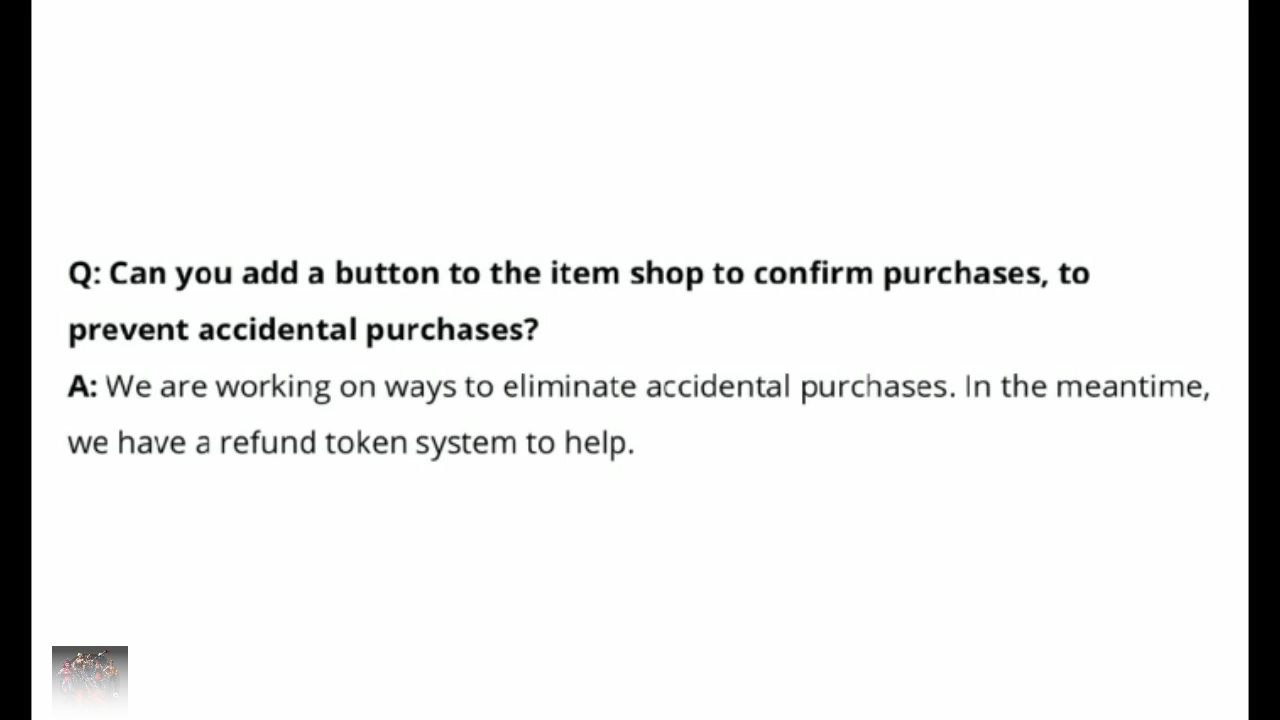 Q: Can you add a button to the item shop to confirm purchases, to
prevent accidental purchases?
A: We are working on ways to eliminate accidental purchases. In the meantime,
we have a refund token system to help.